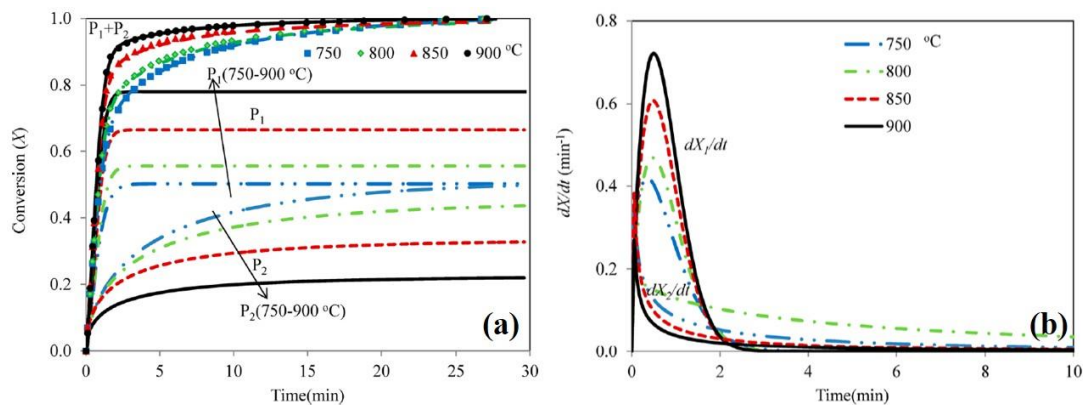 1.0
0.8
0.6
0.4
0.2
0.0
Conversion (X)
P₁+P₂
750 800 850 900 °C
P₁(750-900 °C)
P₁
P₂
P₂(750-900 °C)
(a)
0 5 10 15 20 25 30
Time(min)
0.8
0.6
0.4
0.2
0.0
dX/dt (min⁻¹)
750 °C
800
850
900
dX₁/dt
dX₂/dt
(b)
0 2 4 6 8 10
Time(min)